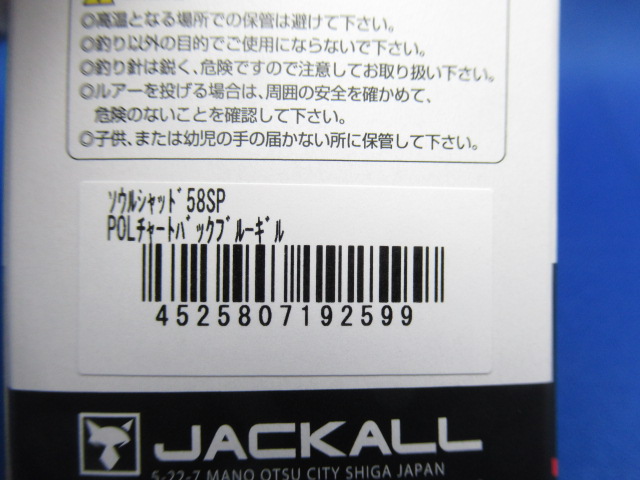 ◎高温となる場所での保管は避けて下さい。
◎釣り以外の目的でご使用にならないで下さい。
◎釣り針は鋭く、危険ですので注意してお取り扱い下さい。
◎ルアーを投げる場合は、周囲の安全を確かめて、
危険のないことを確認して下さい。
◎子供、または幼児の手の届かない所に保管して下さい。
ｿｳﾙｼｬｯﾄﾞ58SP
POLﾁｬｰﾄﾊﾞｯｸﾌﾞﾙｰｷﾞﾙ
4525807192599
JACKALL
5-22-7 MANO OTSU CITY SHIGA JAPAN